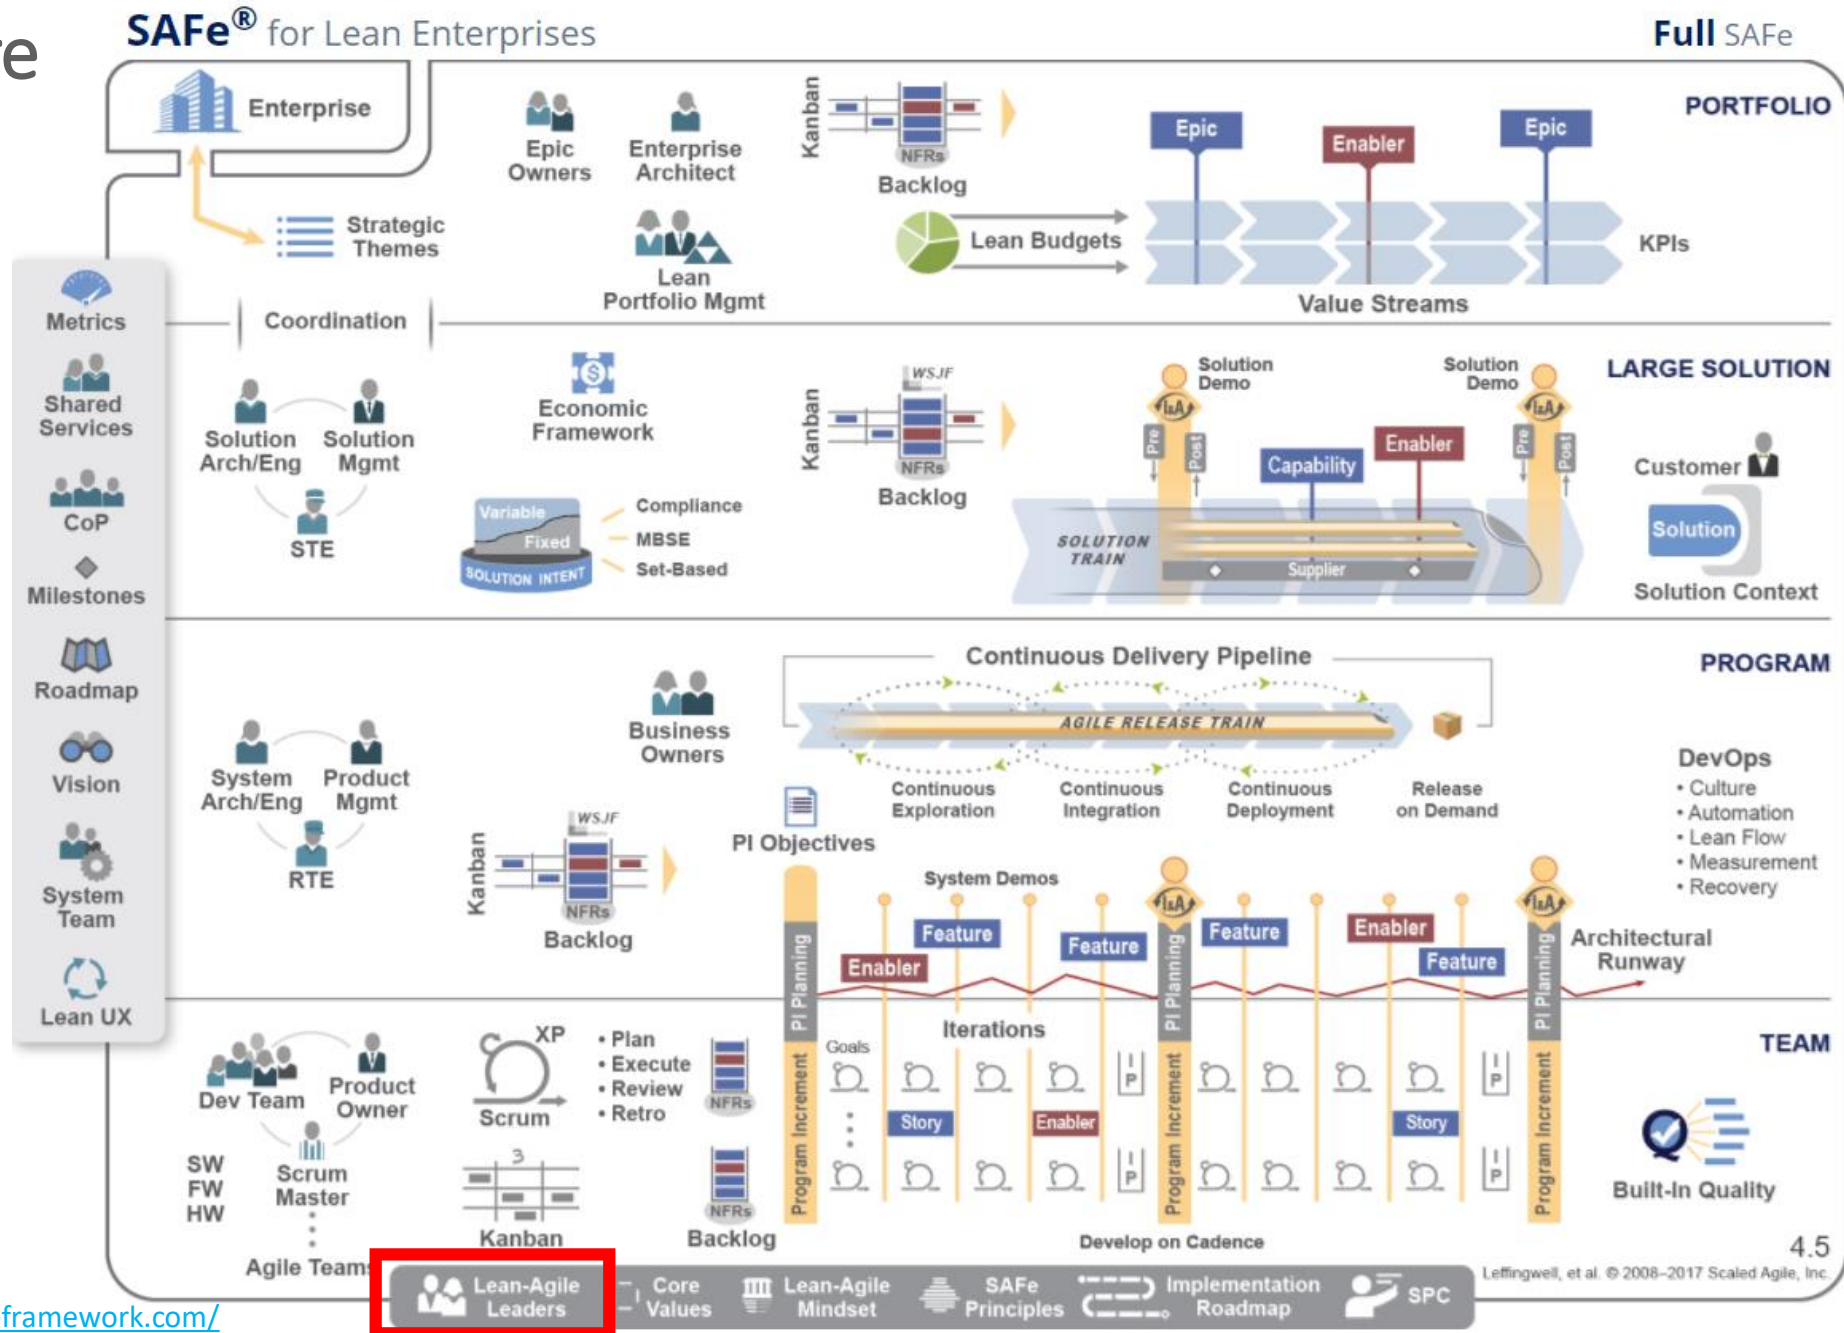 re
SAFe® for Lean Enterprises
Full SAFe
Enterprise
Strategic
Themes
Epic
Owners
Enterprise
Architect
Lean
Portfolio Mgmt
Kanban
NFRs
Backlog
Lean Budgets
Epic
Enabler
Epic
Value Streams
KPIs
PORTFOLIO
Metrics
Shared
Services
CoP
Milestones
Roadmap
Vision
System
Team
Lean UX
Coordination
Solution
Arch/Eng
Solution
Mgmt
STE
Economic
Framework
Variable
Fixed
SOLUTION INTENT
Compliance
MBSE
Set-Based
Kanban
WSJF
NFRs
Backlog
Solution
Demo
I&A
Pre
Post
Capability
Enabler
SOLUTION
TRAIN
Supplier
Solution
Demo
I&A
Pre
Post
LARGE SOLUTION
Customer
Solution
Solution Context
System
Arch/Eng
Product
Mgmt
RTE
Business
Owners
Kanban
WSJF
NFRs
Backlog
Continuous Delivery Pipeline
AGILE RELEASE TRAIN
Continuous
Exploration
Continuous
Integration
Continuous
Deployment
Release
on Demand
PROGRAM
DevOps
• Culture
• Automation
• Lean Flow
• Measurement
• Recovery
PI Objectives
System Demos
I&A
I&A
PI Planning
Enabler
Feature
Feature
PI Planning
Feature
Enabler
Feature
PI Planning
Architectural
Runway
Dev Team
Product
Owner
Scrum
Master
SW
FW
HW
Agile Team
XP
Scrum
• Plan
• Execute
• Review
• Retro
3
Kanban
NFRs
NFRs
Backlog
Program Increment
Goals
Iterations
Story
Enabler
I
P
I
P
Program Increment
Story
I
P
I
P
Program Increment
Develop on Cadence
TEAM
Built-In Quality
4.5
Leffingwell, et al. © 2008–2017 Scaled Agile, Inc.
Lean-Agile
Leaders
Core
Values
Lean-Agile
Mindset
SAFe
Principles
Implementation
Roadmap
SPC
framework.com/